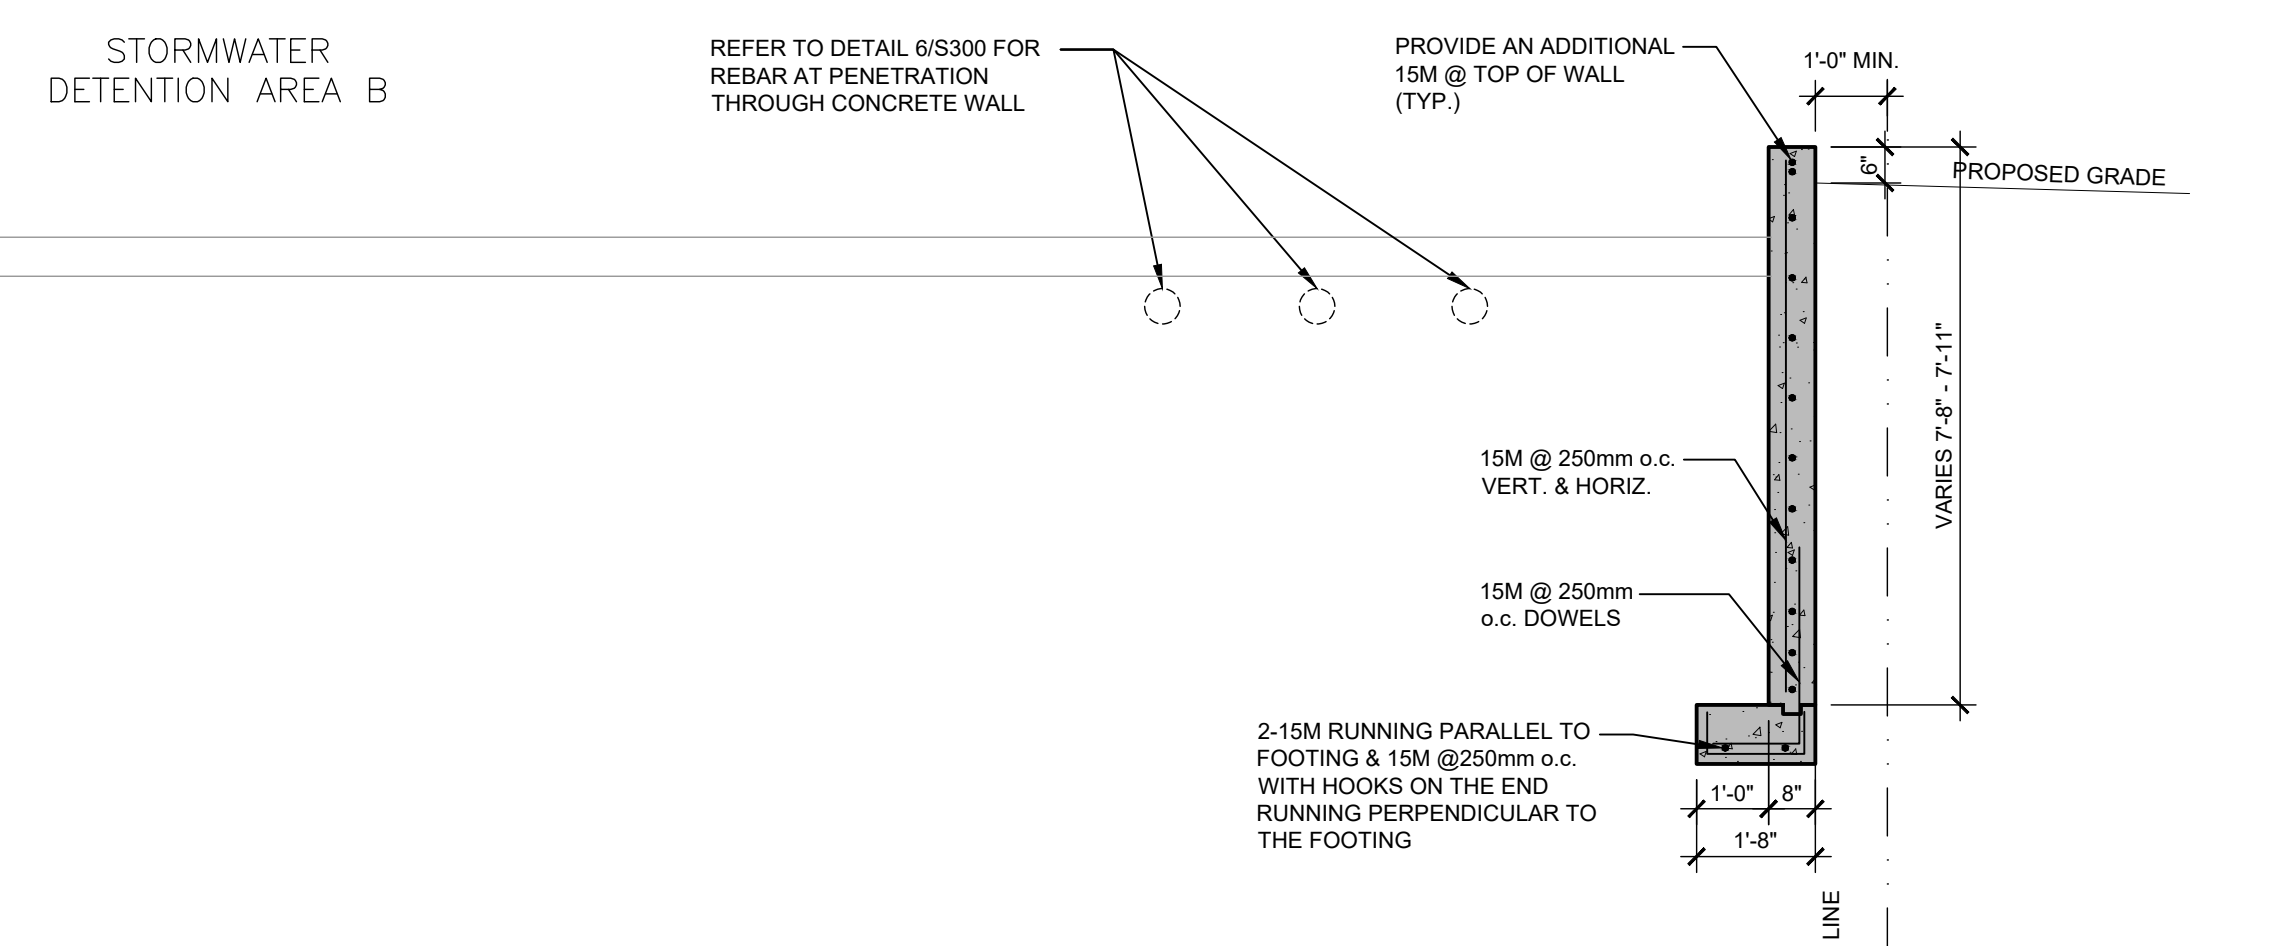 STORMWATER
DETENTION AREA B
REFER TO DETAIL 6/S300 FOR
REBAR AT PENETRATION
THROUGH CONCRETE WALL
PROVIDE AN ADDITIONAL
15M @ TOP OF WALL
(TYP.)
1'-0" MIN.
6"
PROPOSED GRADE
VARIES 7'-8" - 7'-11"
15M @ 250mm o.c.
VERT. & HORIZ.
15M @ 250mm
o.c. DOWELS
2-15M RUNNING PARALLEL TO
FOOTING & 15M @250mm o.c.
WITH HOOKS ON THE END
RUNNING PERPENDICULAR TO
THE FOOTING
1'-0"
8"
1'-8"
LINE